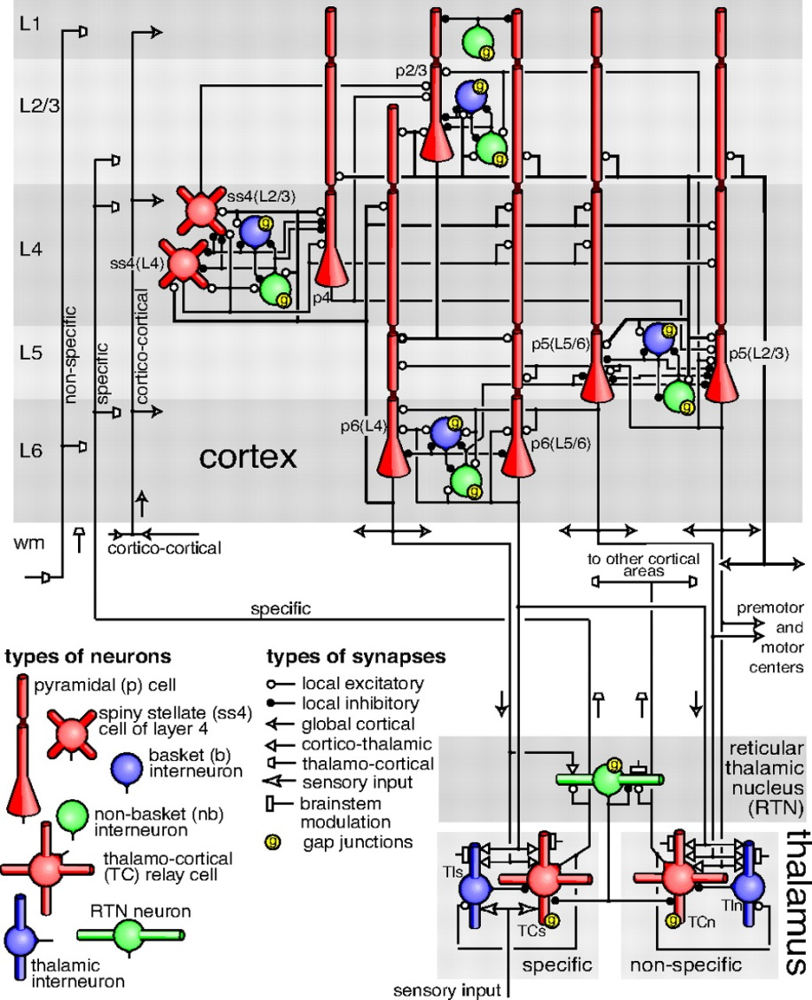 L1
L2/3
L4
L5
L6
wm
non-specific
specific
cortico-cortical
p2/3
g
g
g
ss4(L2/3)
g
ss4(L4)
g
p4
p5(L5/6)
g
p5(L2/3)
g
p6(L4)
g
p6(L5/6)
g
cortex
cortico-cortical
to other cortical
areas
specific
premotor
and
motor
centers
types of neurons
pyramidal (p) cell
spiny stellate (ss4)
cell of layer 4
basket (b)
interneuron
non-basket (nb)
interneuron
thalamo-cortical
(TC) relay cell
RTN neuron
thalamic
interneuron
types of synapses
local excitatory
local inhibitory
global cortical
cortico-thalamic
thalamo-cortical
sensory input
brainstem
modulation
g gap junctions
reticular
thalamic
nucleus
(RTN)
g
thalamus
TIs
TCs
g
TCn
g
TIn
specific
non-specific
sensory input